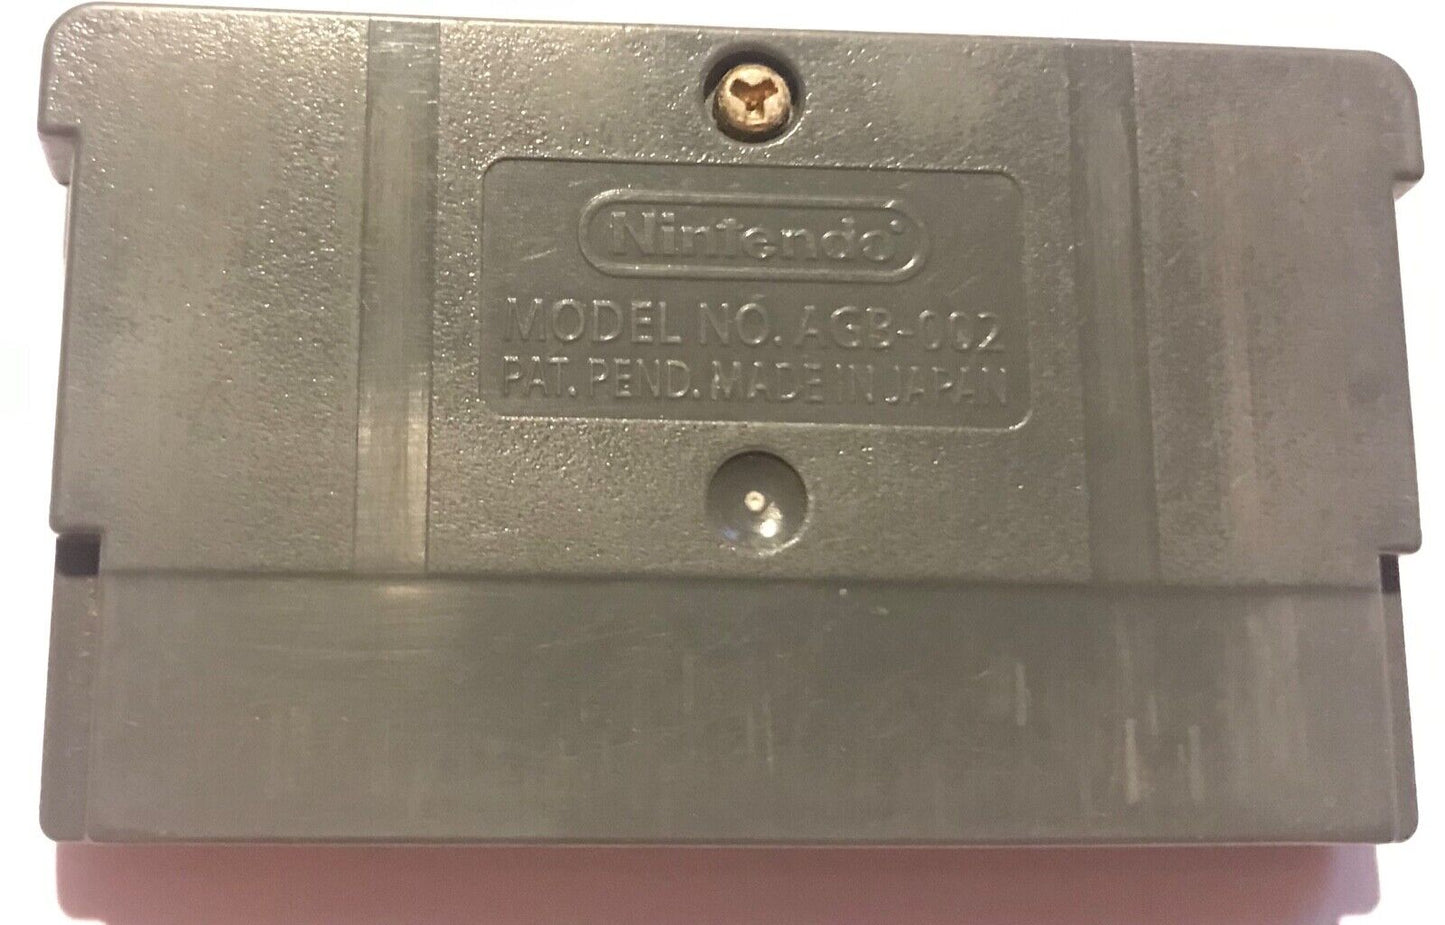 Nintendo
MODEL NO. AGB-002
PAT. PEND. MADE IN JAPAN